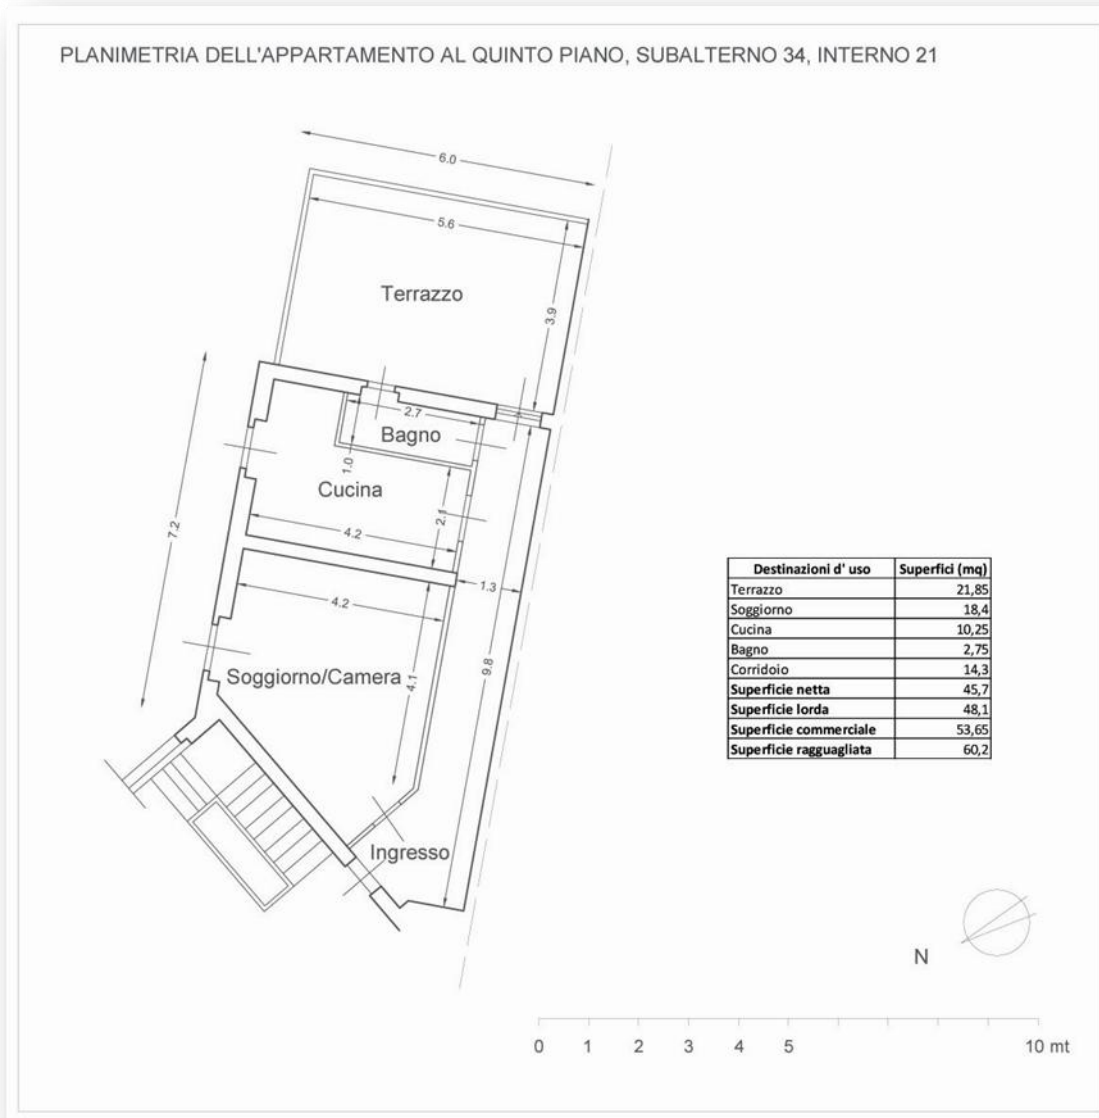 PLANIMETRIA DELL'APPARTAMENTO AL QUINTO PIANO, SUBALTERNO 34, INTERNO 21
6.0
5.6
Terrazzo
3.9
2.7
Bagno
1.0
Cucina
2.1
4.2
7.2
1.3
4.2
9.8
Soggiorno/Camera
4.1
Ingresso
Destinazioni d' uso Superfici (mq)
Terrazzo 21,85
Soggiorno 18,4
Cucina 10,25
Bagno 2,75
Corridoio 14,3
Superficie netta 45,7
Superficie lorda 48,1
Superficie commerciale 53,65
Superficie ragguagliata 60,2
N
0 1 2 3 4 5 10 mt